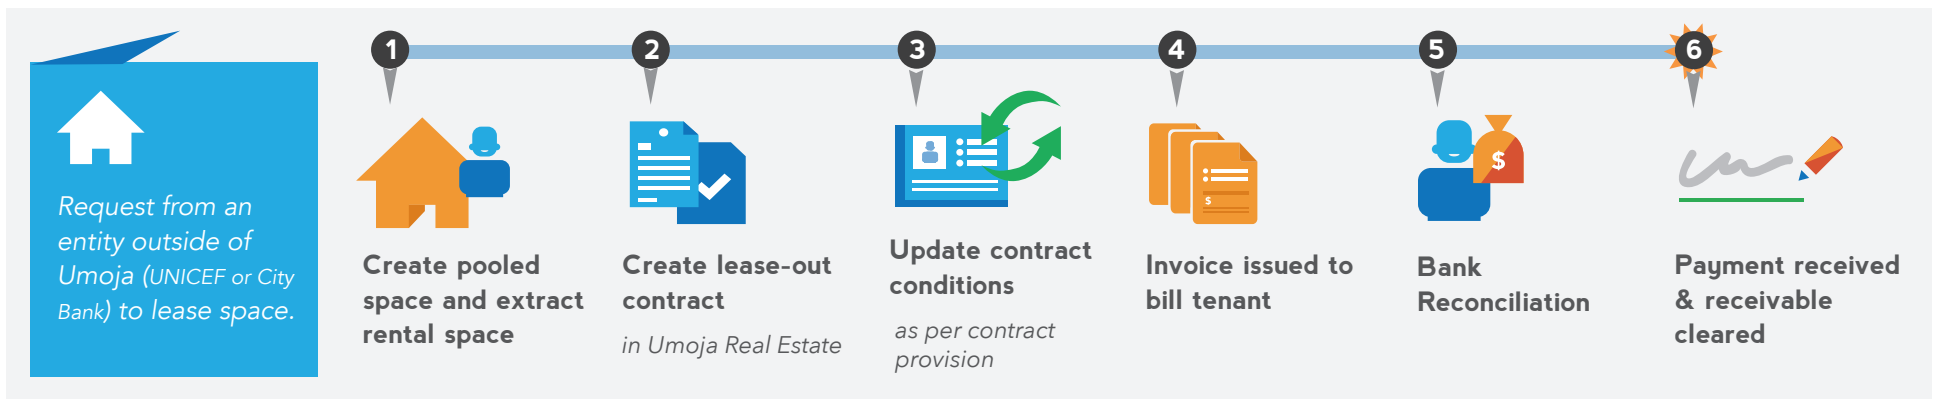 Request from an
entity outside of
Umoja (UNICEF or City
Bank) to lease space.
1
Create pooled
space and extract
rental space
2
Create lease-out
contract
in Umoja Real Estate
3
Update contract
conditions
as per contract
provision
4
$
Invoice issued to
bill tenant
5
$
Bank
Reconciliation
6
Payment received
& receivable
cleared